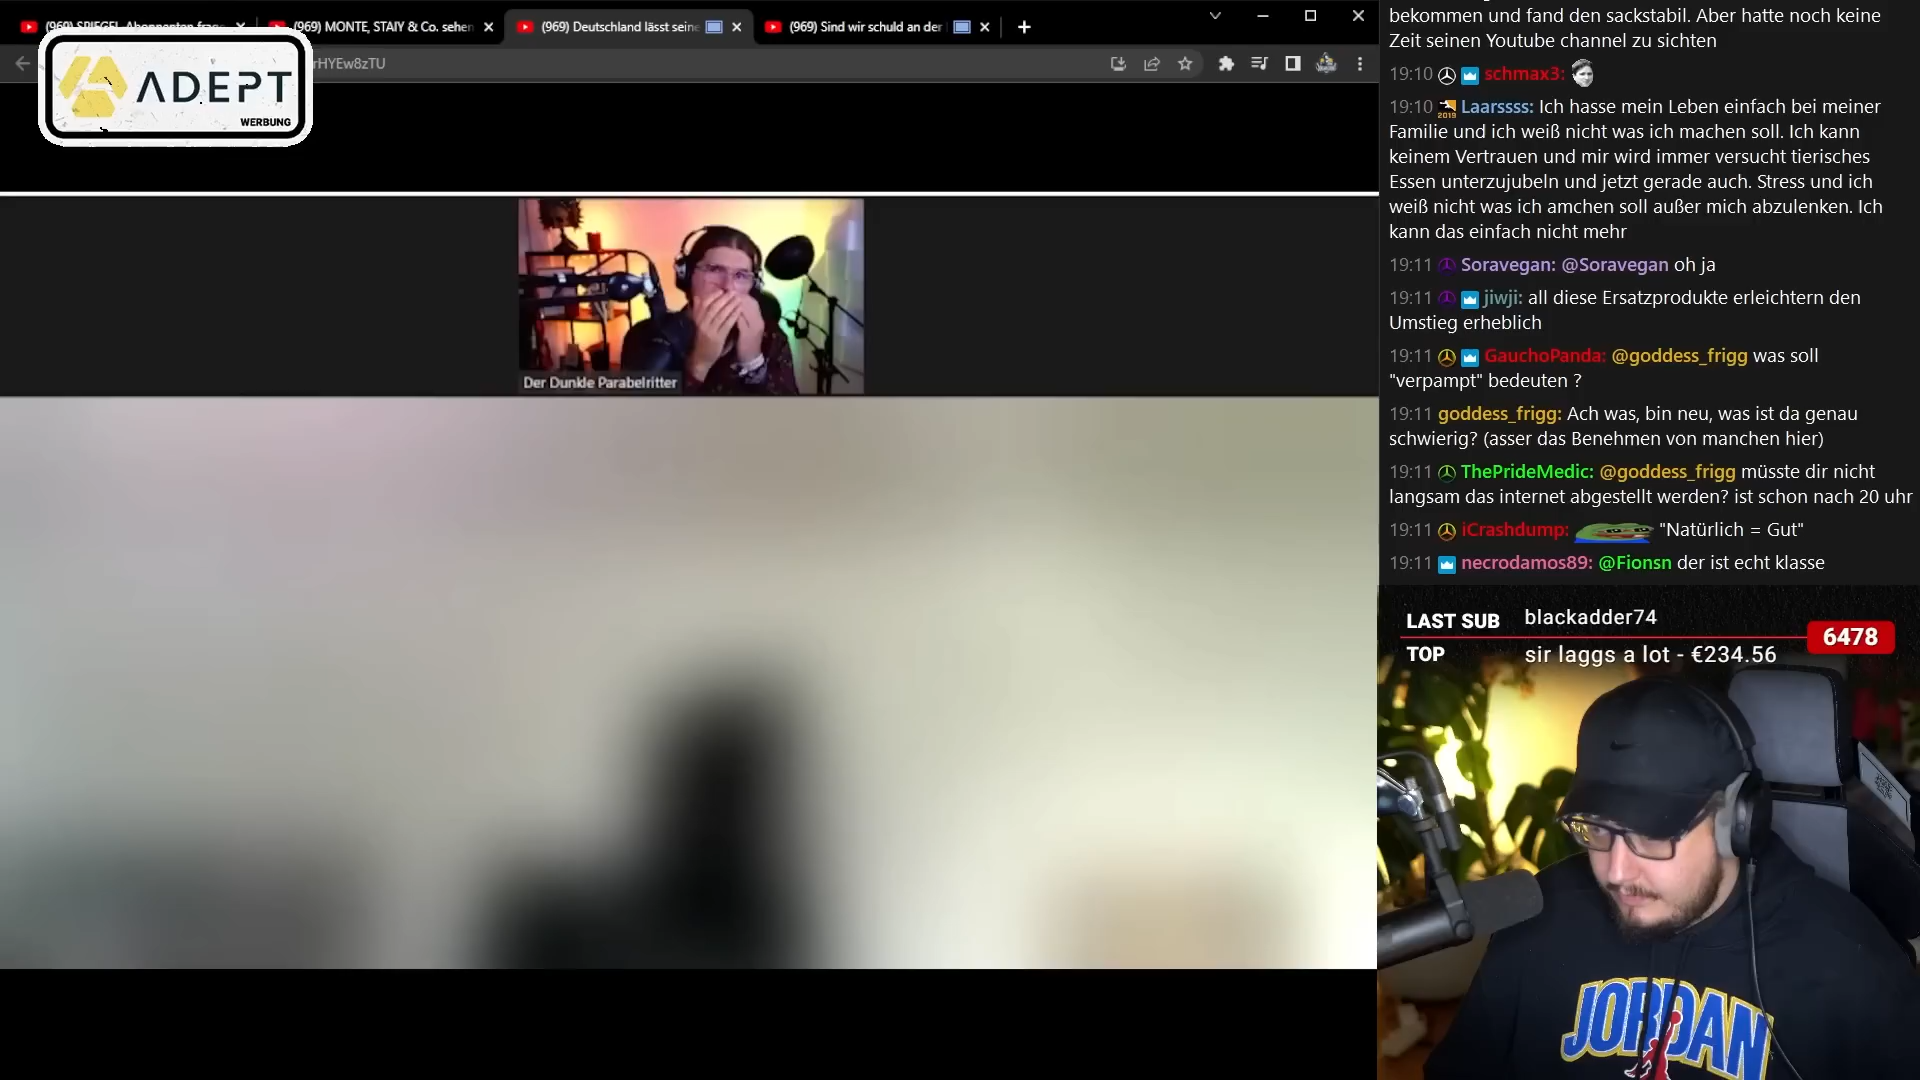 (969) SPIEGEL-Abonnenten frage
(969) MONTE, STAIY & Co. sehen
(969) Deutschland lässt seine
(969) Sind wir schuld an der
rHYEw8zTU
ADEPT
WERBUNG
Der Dunkle Parabelritter
bekommen und fand den sackstabil. Aber hatte noch keine
Zeit seinen Youtube channel zu sichten
19:10 schmax3:
19:10 2019 Laarssss: Ich hasse mein Leben einfach bei meiner
Familie und ich weiß nicht was ich machen soll. Ich kann
keinem Vertrauen und mir wird immer versucht tierisches
Essen unterzujubeln und jetzt gerade auch. Stress und ich
weiß nicht was ich amchen soll außer mich abzulenken. Ich
kann das einfach nicht mehr
19:11 Soravegan: @Soravegan oh ja
19:11 jiwji: all diese Ersatzprodukte erleichtern den
Umstieg erheblich
19:11 GauchoPanda: @goddess_frigg was soll
"verpampt" bedeuten ?
19:11 goddess_frigg: Ach was, bin neu, was ist da genau
schwierig? (asser das Benehmen von manchen hier)
19:11 ThePrideMedic: @goddess_frigg müsste dir nicht
langsam das internet abgestellt werden? ist schon nach 20 uhr
19:11 iCrashdump: "Natürlich = Gut"
19:11 necrodamos89: @Fionsn der ist echt klasse
LAST SUB blackadder74
6478
TOP sir laggs a lot - €234.56
JORDAN